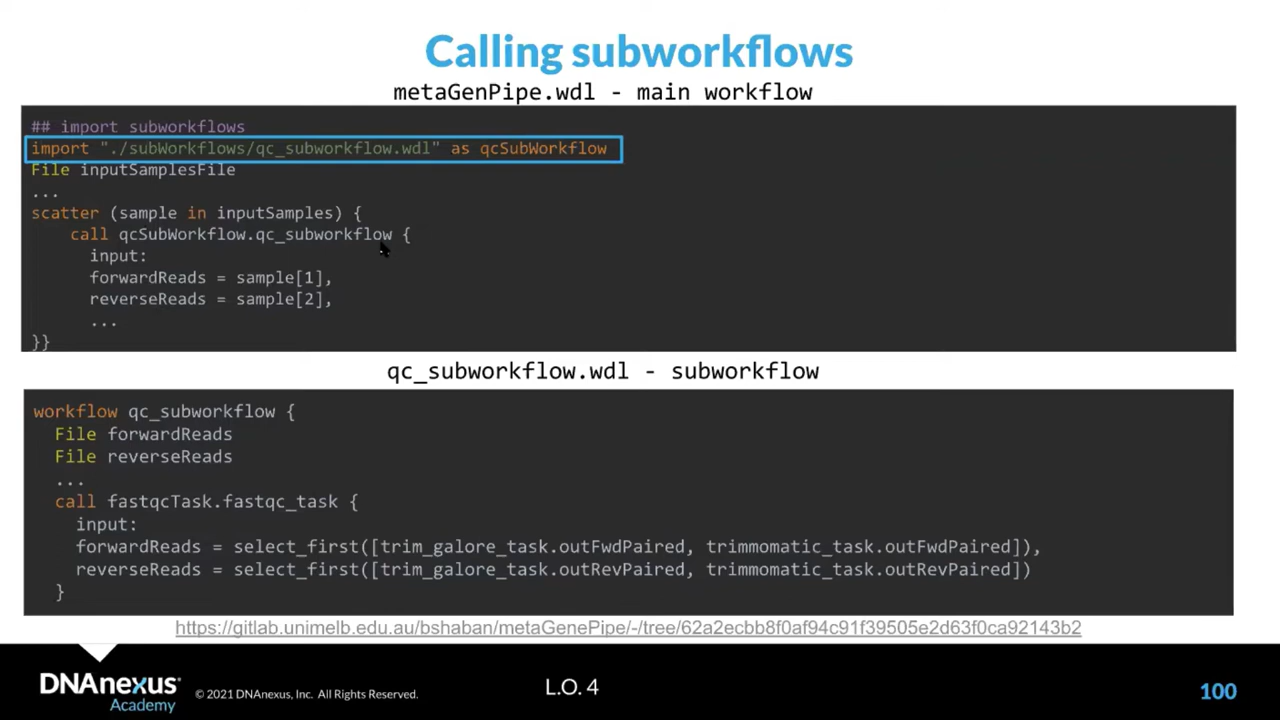 Calling subworkflows
metaGenPipe.wdl - main workflow
## import subworkflows
import "./subWorkflows/qc_subworkflow.wdl" as qcSubWorkflow
File inputSamplesFile
...
scatter (sample in inputSamples) {
call qcSubWorkflow.qc_subworkflow {
input:
forwardReads = sample[1],
reverseReads = sample[2],
...
}}
qc_subworkflow.wdl - subworkflow
workflow qc_subworkflow {
File forwardReads
File reverseReads
...
call fastqcTask.fastqc_task {
input:
forwardReads = select_first([trim_galore_task.outFwdPaired, trimmomatic_task.outFwdPaired]),
reverseReads = select_first([trim_galore_task.outRevPaired, trimmomatic_task.outRevPaired])
}
https://gitlab.unimelb.edu.au/bshaban/metaGenePipe/-/tree/62a2ecbb8f0af94c91f39505e2d63f0ca92143b2
DNAnexus®
Academy
© 2021 DNAnexus, Inc. All Rights Reserved.
L.O. 4
100